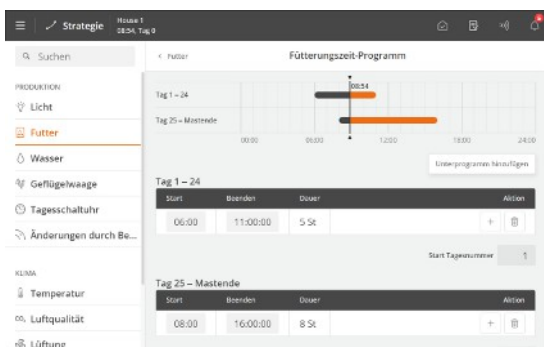 Strategie
House 1
08:54, Tag 0
Suchen
PRODUKTION
Licht
Futter
Wasser
Geflügelwaage
Tagesschaltuhr
Änderungen durch Be...
KLIMA
Temperatur
CO₂ Luftqualität
Lüftung
< Futter
Fütterungszeit-Programm
08:54
Tag 1 – 24
Tag 25 – Mastende
00:00 06:00 12:00 18:00 24:00
Unterprogramm hinzufügen
Tag 1 – 24
Start Beenden Dauer Aktion
06:00 11:00:00 5 St +
Start Tagesnummer 1
Tag 25 – Mastende
Start Beenden Dauer Aktion
08:00 16:00:00 8 St +